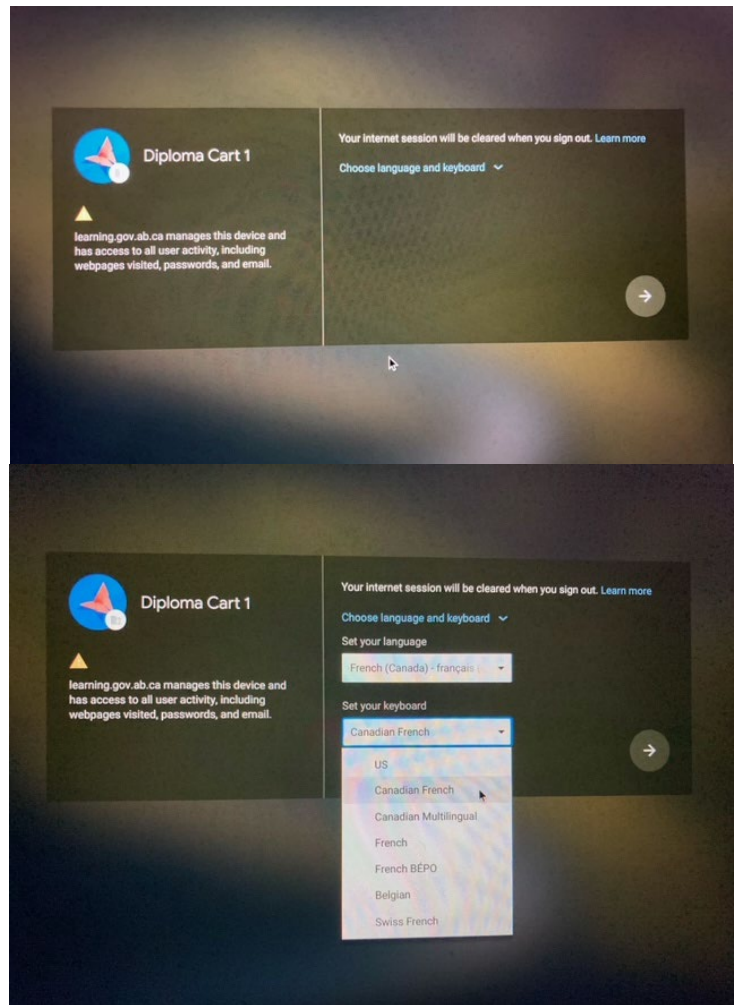 Diploma Cart 1
learning.gov.ab.ca manages this device and
has access to all user activity, including
webpages visited, passwords, and email.
Your internet session will be cleared when you sign out. Learn more
Choose language and keyboard
Diploma Cart 1
learning.gov.ab.ca manages this device and
has access to all user activity, including
webpages visited, passwords, and email.
Your internet session will be cleared when you sign out. Learn more
Choose language and keyboard
Set your language
French (Canada) - français
Set your keyboard
Canadian French
US
Canadian French
Canadian Multilingual
French
French BÉPO
Belgian
Swiss French